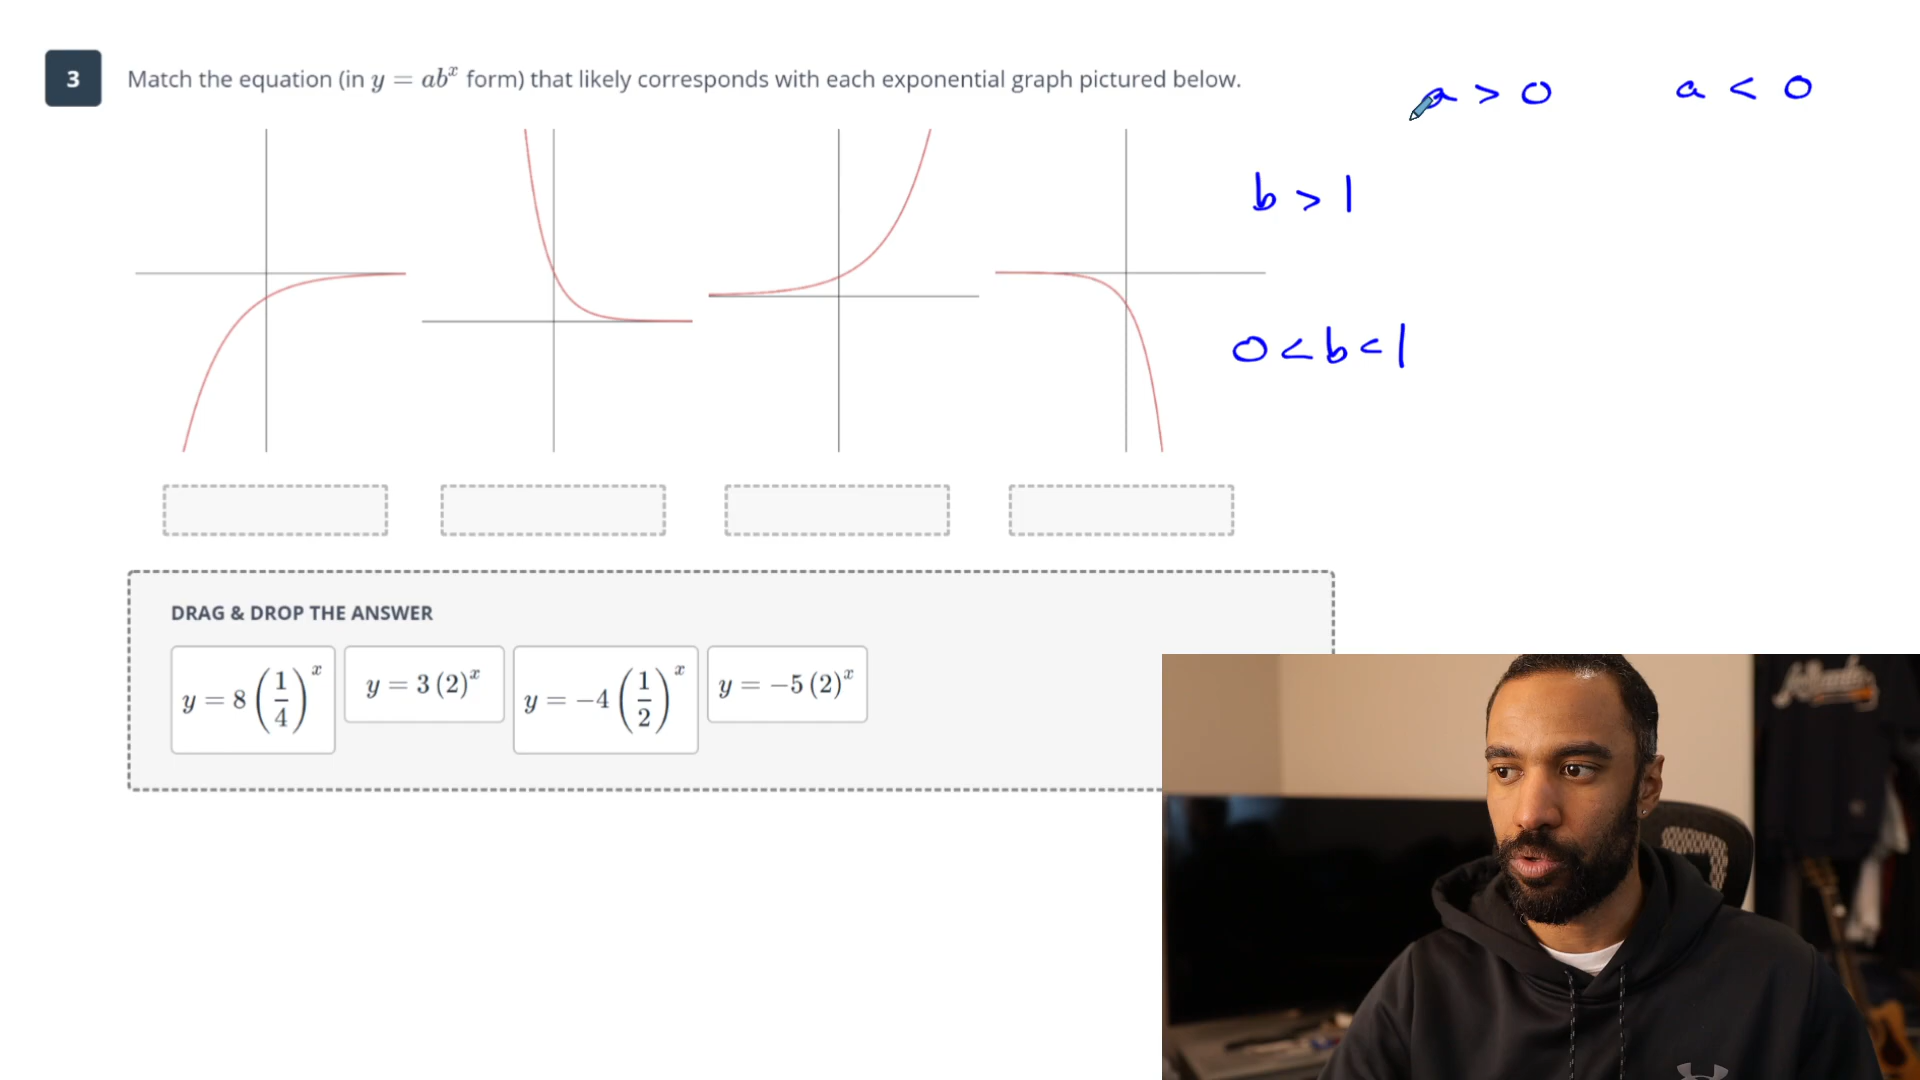 3 Match the equation (in y = ab^x form) that likely corresponds with each exponential graph pictured below.
a > 0 a < 0
b > 1
0 < b < 1
DRAG & DROP THE ANSWER
y = 8 (1/4)^x y = 3 (2)^x y = −4 (1/2)^x y = −5 (2)^x